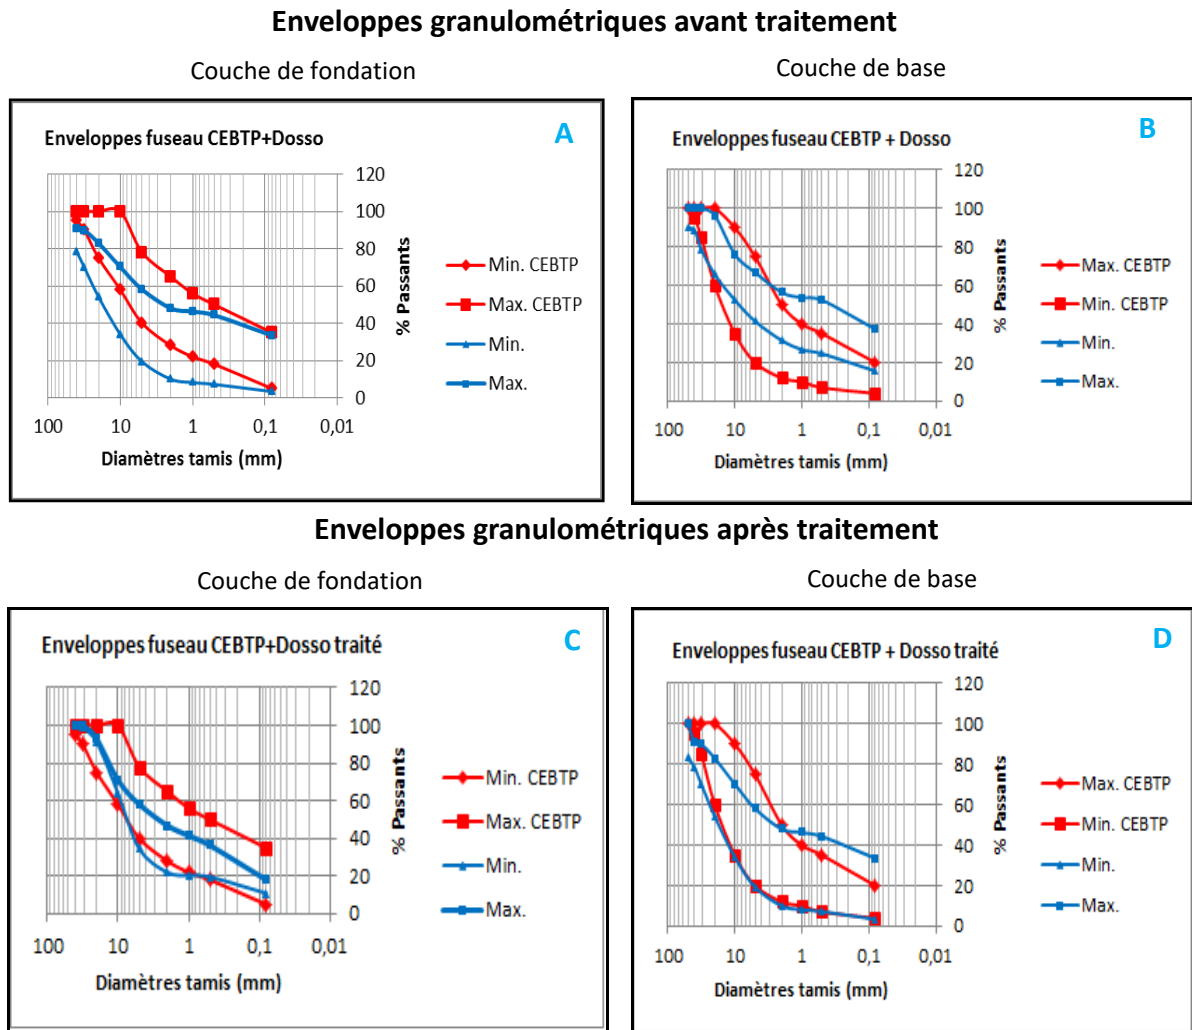 Enveloppes granulométriques avant traitement
Couche de fondation
Couche de base
Enveloppes fuseau CEBTP+Dosso
A
120
100
80
60
40
20
0
% Passants
100 10 1 0,1 0,01
Diamètres tamis (mm)
Min. CEBTP
Max. CEBTP
Min.
Max.
Enveloppes fuseau CEBTP + Dosso
B
120
100
80
60
40
20
0
% Passants
100 10 1 0,1 0,01
Diamètres tamis (mm)
Max. CEBTP
Min. CEBTP
Min.
Max.
Enveloppes granulométriques après traitement
Couche de fondation
Couche de base
Enveloppes fuseau CEBTP+Dosso traité
C
120
100
80
60
40
20
0
% Passants
100 10 1 0,1 0,01
Diamètres tamis (mm)
Min. CEBTP
Max. CEBTP
Min.
Max.
Enveloppes fuseau CEBTP + Dosso traité
D
120
100
80
60
40
20
0
% Passants
100 10 1 0,1 0,01
Diamètres tamis (mm)
Max. CEBTP
Min. CEBTP
Min.
Max.